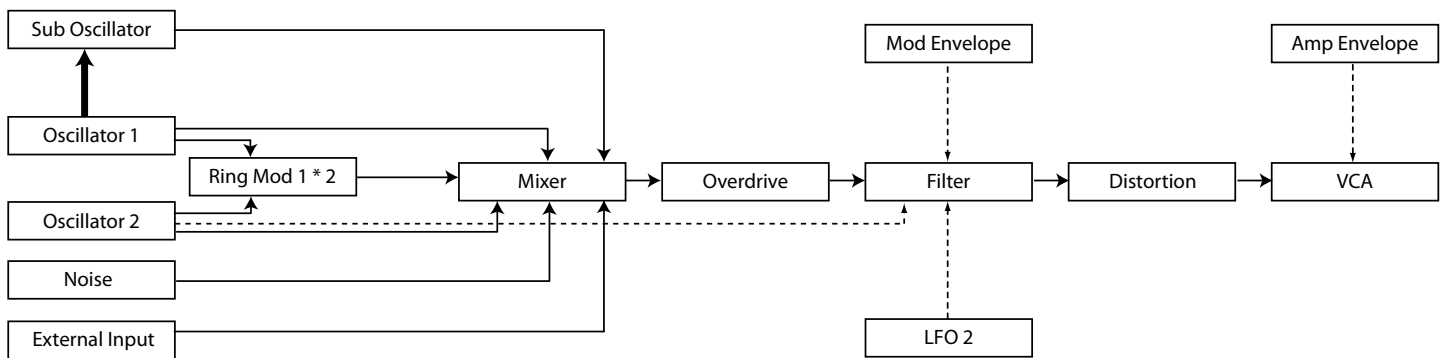 Sub Oscillator
Mod Envelope
Amp Envelope
Oscillator 1
Ring Mod 1 * 2
Mixer
Overdrive
Filter
Distortion
VCA
Oscillator 2
Noise
External Input
LFO 2